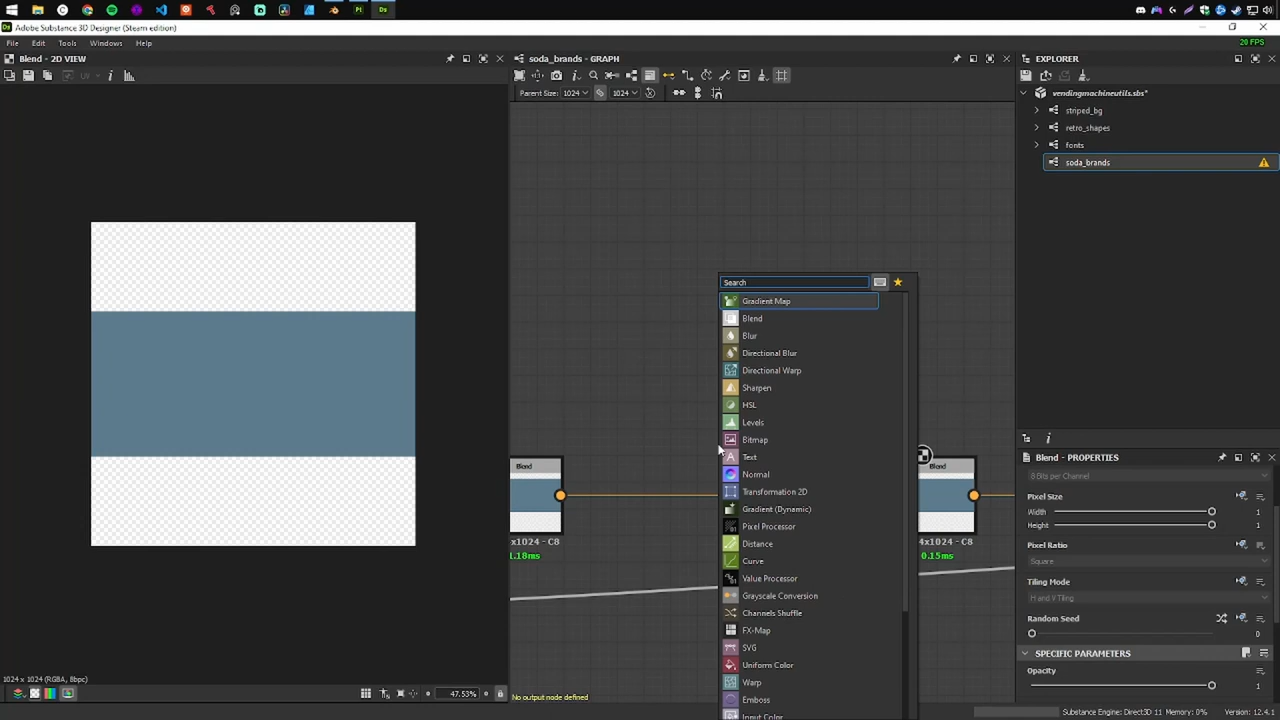 Adobe Substance 3D Designer (Steam edition)
20 FPS
File Edit Tools Windows Help
Blend - 2D VIEW
soda_brands - GRAPH
EXPLORER
Parent Size: 1024 1024
vendingmachineutils.sbs*
striped_bg
retro_shapes
fonts
soda_brands
Search
Gradient Map
Blend
Blur
Directional Blur
Directional Warp
Sharpen
HSL
Levels
Bitmap
Text
Normal
Transformation 2D
Gradient (Dynamic)
Pixel Processor
Distance
Curve
Value Processor
Grayscale Conversion
Channels Shuffle
FX-Map
SVG
Uniform Color
Warp
Emboss
Input Color
Blend
x1024 - C8
1.18ms
Blend
4x1024 - C8
0.15ms
No output node defined
Blend - PROPERTIES
8 Bits per Channel
Pixel Size
Width 1
Height 1
Pixel Ratio
Square
Tiling Mode
H and V Tiling
Random Seed
0
SPECIFIC PARAMETERS
Opacity
1
1024 x 1024 (RGBA, 8bpc)
47.53%
Substance Engine: Direct3D 11 Memory: 0% Version: 12.4.1